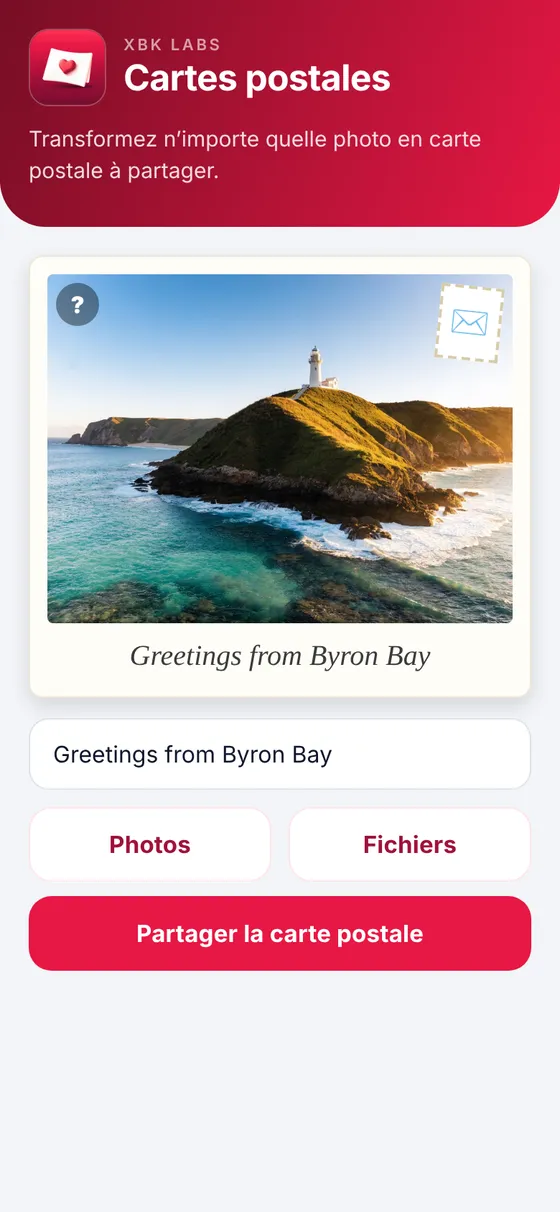 XBK LABS
Cartes postales
Transformez n’importe quelle photo en carte
postale à partager.
?
Greetings from Byron Bay
Greetings from Byron Bay
Photos
Fichiers
Partager la carte postale